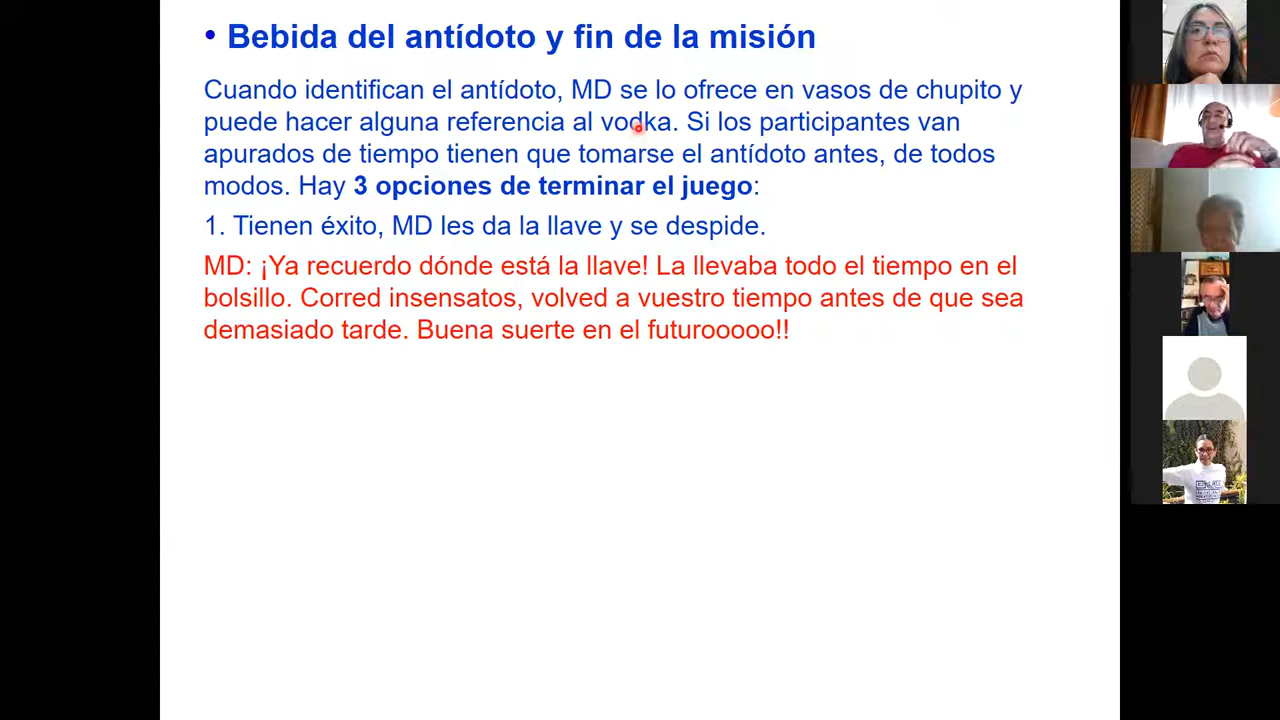 • Bebida del antídoto y fin de la misión
Cuando identifican el antídoto, MD se lo ofrece en vasos de chupito y
puede hacer alguna referencia al vodka. Si los participantes van
apurados de tiempo tienen que tomarse el antídoto antes, de todos
modos. Hay 3 opciones de terminar el juego:
1. Tienen éxito, MD les da la llave y se despide.
MD: ¡Ya recuerdo dónde está la llave! La llevaba todo el tiempo en el
bolsillo. Corred insensatos, volved a vuestro tiempo antes de que sea
demasiado tarde. Buena suerte en el futurooooo!!